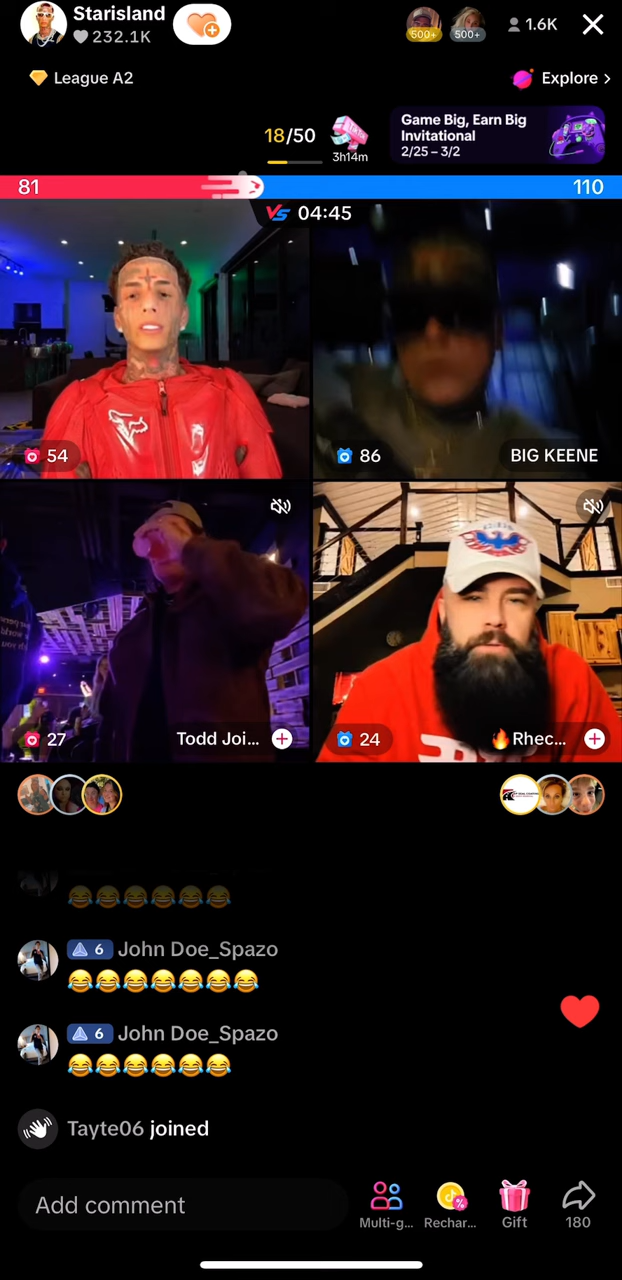 Starisland
232.1K
500+
500+
1.6K
League A2
Explore >
18/50
3h14m
Game Big, Earn Big
Invitational
2/25 – 3/2
81
110
VS 04:45
54
86
BIG KEENE
27
Todd Joi...
24
🔥Rhec...
😂😂😂😂😂😂
6 John Doe_Spazo
😂😂😂😂😂😂😂
6 John Doe_Spazo
😂😂😂😂😂😂
Tayte06 joined
Add comment
Multi-g...
Rechar...
Gift
180